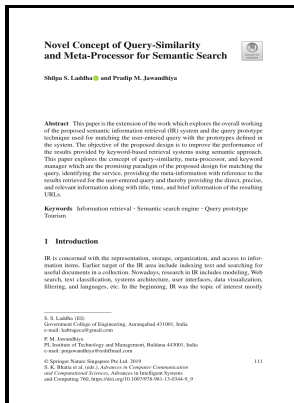 Novel Concept of Query-Similarity
and Meta-Processor for Semantic Search
Shilpa S. Laddha and Pradip M. Jawandhiya
Abstract This paper is the extension of the work which explores the overall working
of the proposed semantic information retrieval (IR) system and the query prototype
technique used for matching the user-entered query with the prototypes defined in
the system. The objective of the proposed design is to improve the performance of
the results provided by keyword-based retrieval systems using semantic approach.
This paper explores the concept of query-similarity, meta-processor, and keyword
manager which are the promising paradigm of the proposed design for matching the
query, identifying the service, providing the meta-information with reference to the
results retrieved for the user query and thereby providing the direct, precise,
and relevant information along with title, time, and brief information of the resulting
URLs.
Keywords Information retrieval · Semantic search engine · Query prototype
Tourism
1 Introduction
IR is concerned with the representation, storage, organization, and access to infor-
mation items. Earlier target of the IR area include indexing text and searching for
useful documents in a collection. Nowadays, research in IR includes modeling, Web
search, text classification, systems architecture, user interfaces, data visualization,
filtering, and languages, etc. In the beginning, IR was the topic of interest mostly
S. S. Laddha
Government College of Engineering, Aurangabad 431001, India
e-mail: kabrageca@gmail.com
P. M. Jawandhiya
PL Institute of Technology and Management, Buldana 443001, India
e-mail: pmjawandhiya@rediffmail.com
© Springer Nature Singapore Pte Ltd. 2019
111
S. K. Bhatia et al. (eds.), Advances in Computer Communication
and Computational Sciences, Advances in Intelligent Systems
and Computing 760, https://doi.org/10.1007/978-981-13-0344-9_9